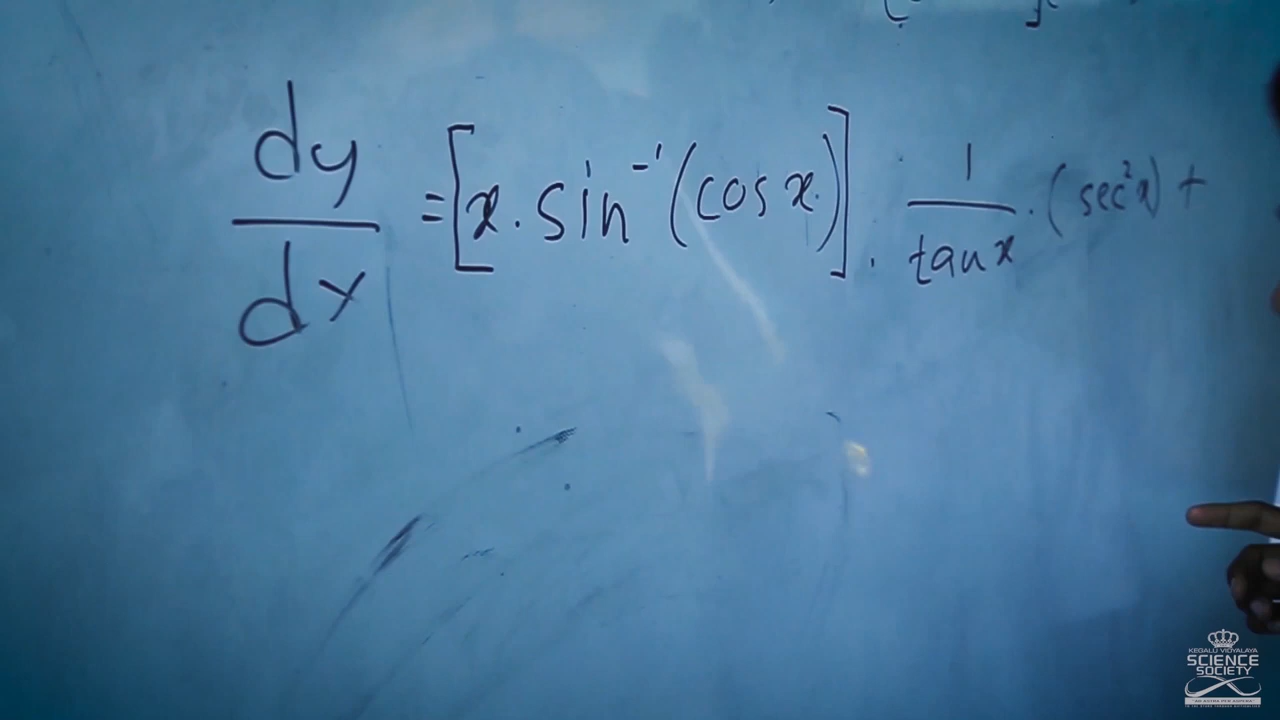 dy/dx = [x . sin⁻¹ (cos x)] . 1/tan x . (sec²x) +
KEGALU VIDYALAYA
SCIENCE
SOCIETY